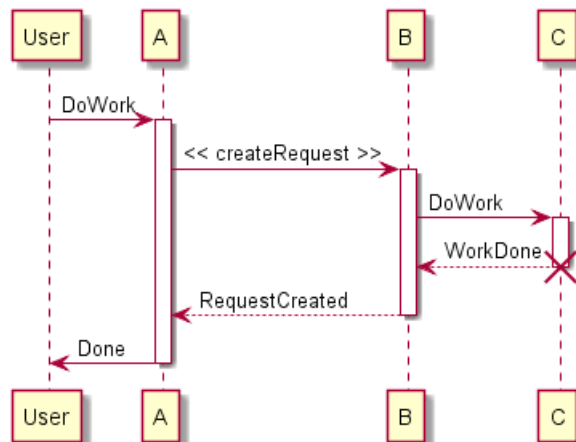 User
A
B
C
DoWork
<< createRequest >>
DoWork
WorkDone
RequestCreated
Done
User
A
B
C